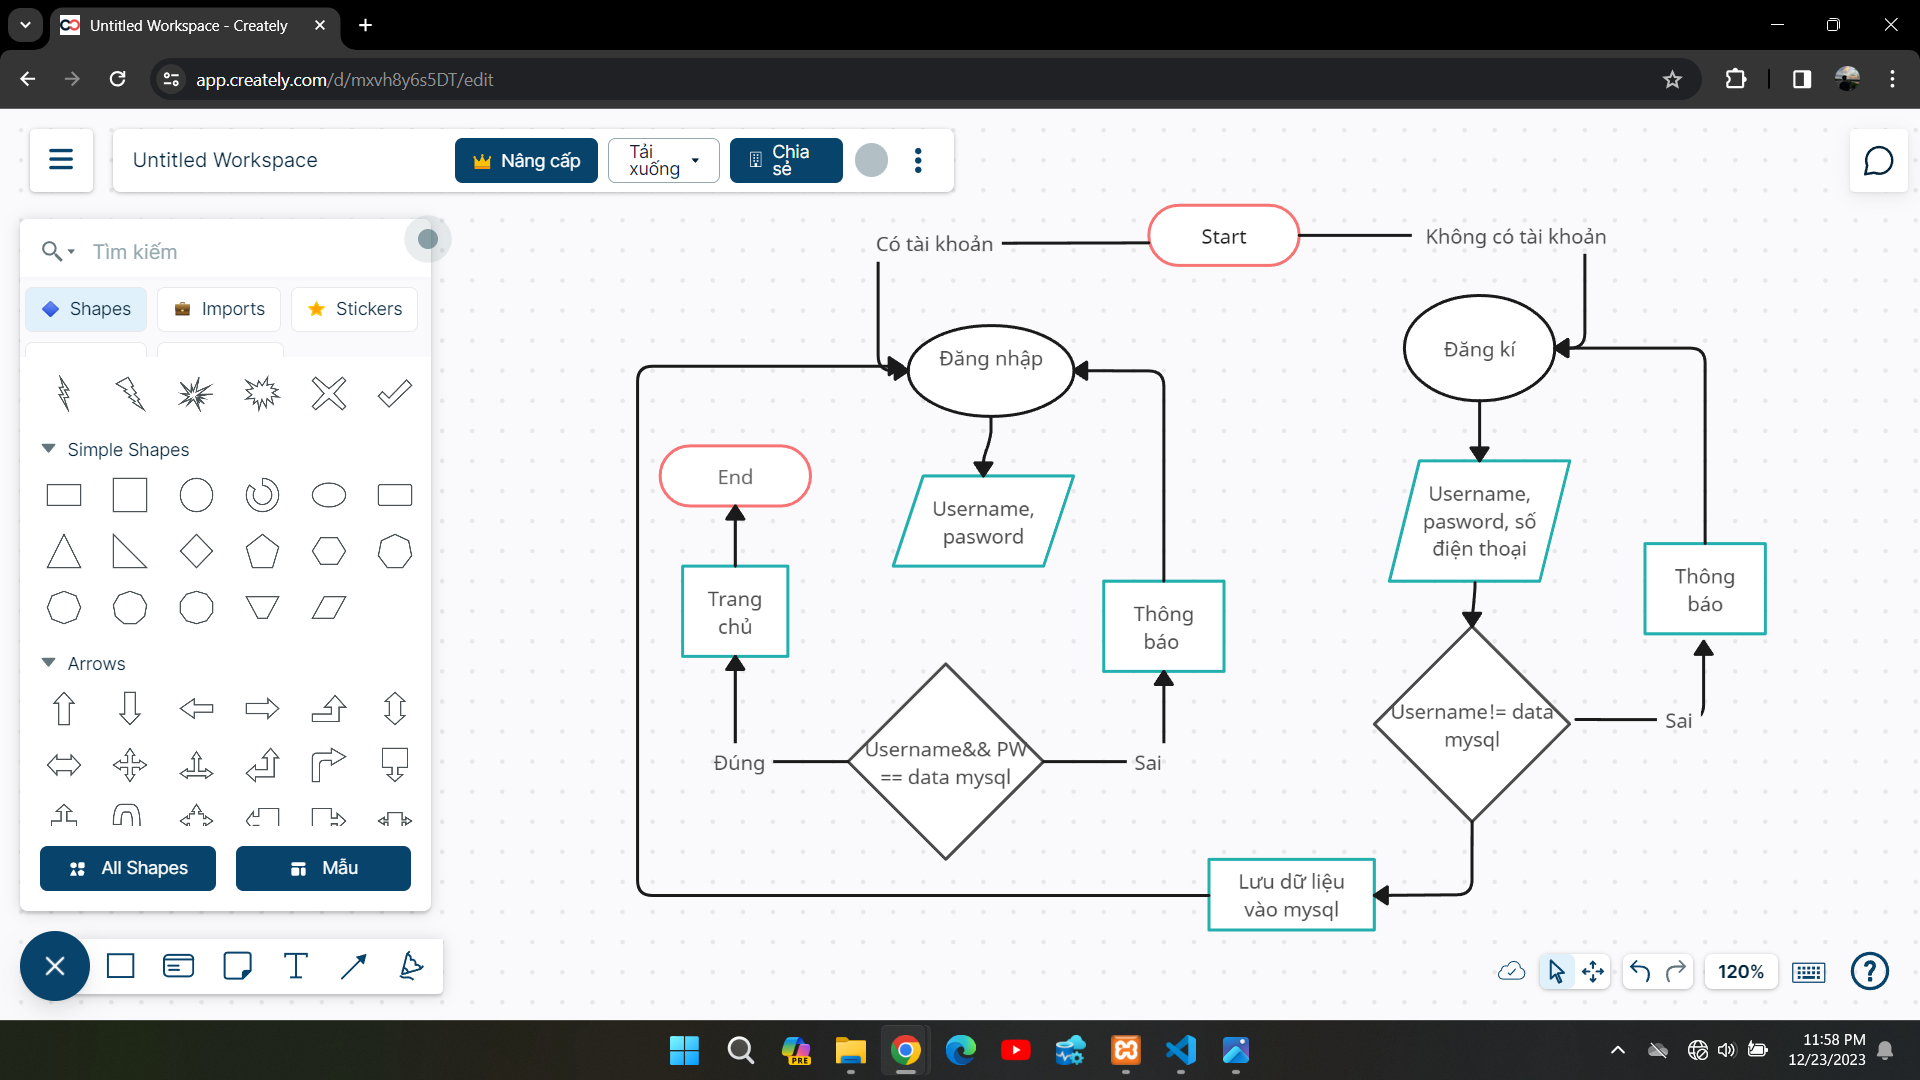 Untitled Workspace - Creately
app.creately.com/d/mxvh8y6s5DT/edit
Untitled Workspace
Nâng cấp
Tải
xuống
Chia
sẻ
Tìm kiếm
Shapes
Imports
Stickers
Simple Shapes
Arrows
All Shapes
Mẫu
Start
Có tài khoản
Không có tài khoản
Đăng nhập
Đăng kí
End
Username,
pasword
Username,
pasword, số
điện thoại
Trang
chủ
Thông
báo
Thông
báo
Username!= data
mysql
Sai
Đúng
Username&& PW
== data mysql
Sai
Lưu dữ liệu
vào mysql
120%
PRE
11:58 PM
12/23/2023